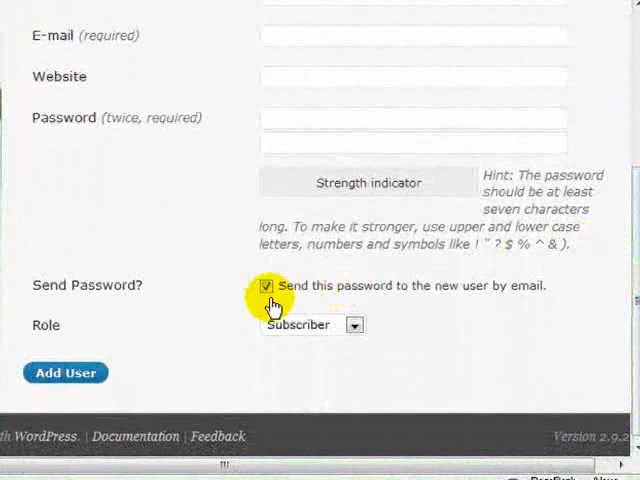 E-mail (required)
Website
Password (twice, required)
Strength indicator
Hint: The password
should be at least
seven characters
long. To make it stronger, use upper and lower case
letters, numbers and symbols like ! " ? $ % ^ & ).
Send Password?
Send this password to the new user by email.
Role
Subscriber
Add User
WordPress. | Documentation | Feedback
Version 2.9.2